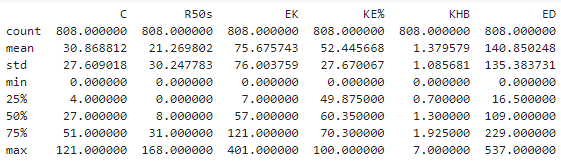 C R50s EK KE% KHB ED
count 808.000000 808.000000 808.000000 808.000000 808.000000 808.000000
mean 30.868812 21.269802 75.675743 52.445668 1.379579 140.850248
std 27.609018 30.247783 76.003759 27.670067 1.085681 135.383731
min 0.000000 0.000000 0.000000 0.000000 0.000000 0.000000
25% 4.000000 0.000000 7.000000 49.875000 0.700000 16.500000
50% 27.000000 8.000000 57.000000 60.350000 1.300000 109.000000
75% 51.000000 31.000000 121.000000 70.300000 1.925000 229.000000
max 121.000000 168.000000 401.000000 100.000000 7.000000 537.000000